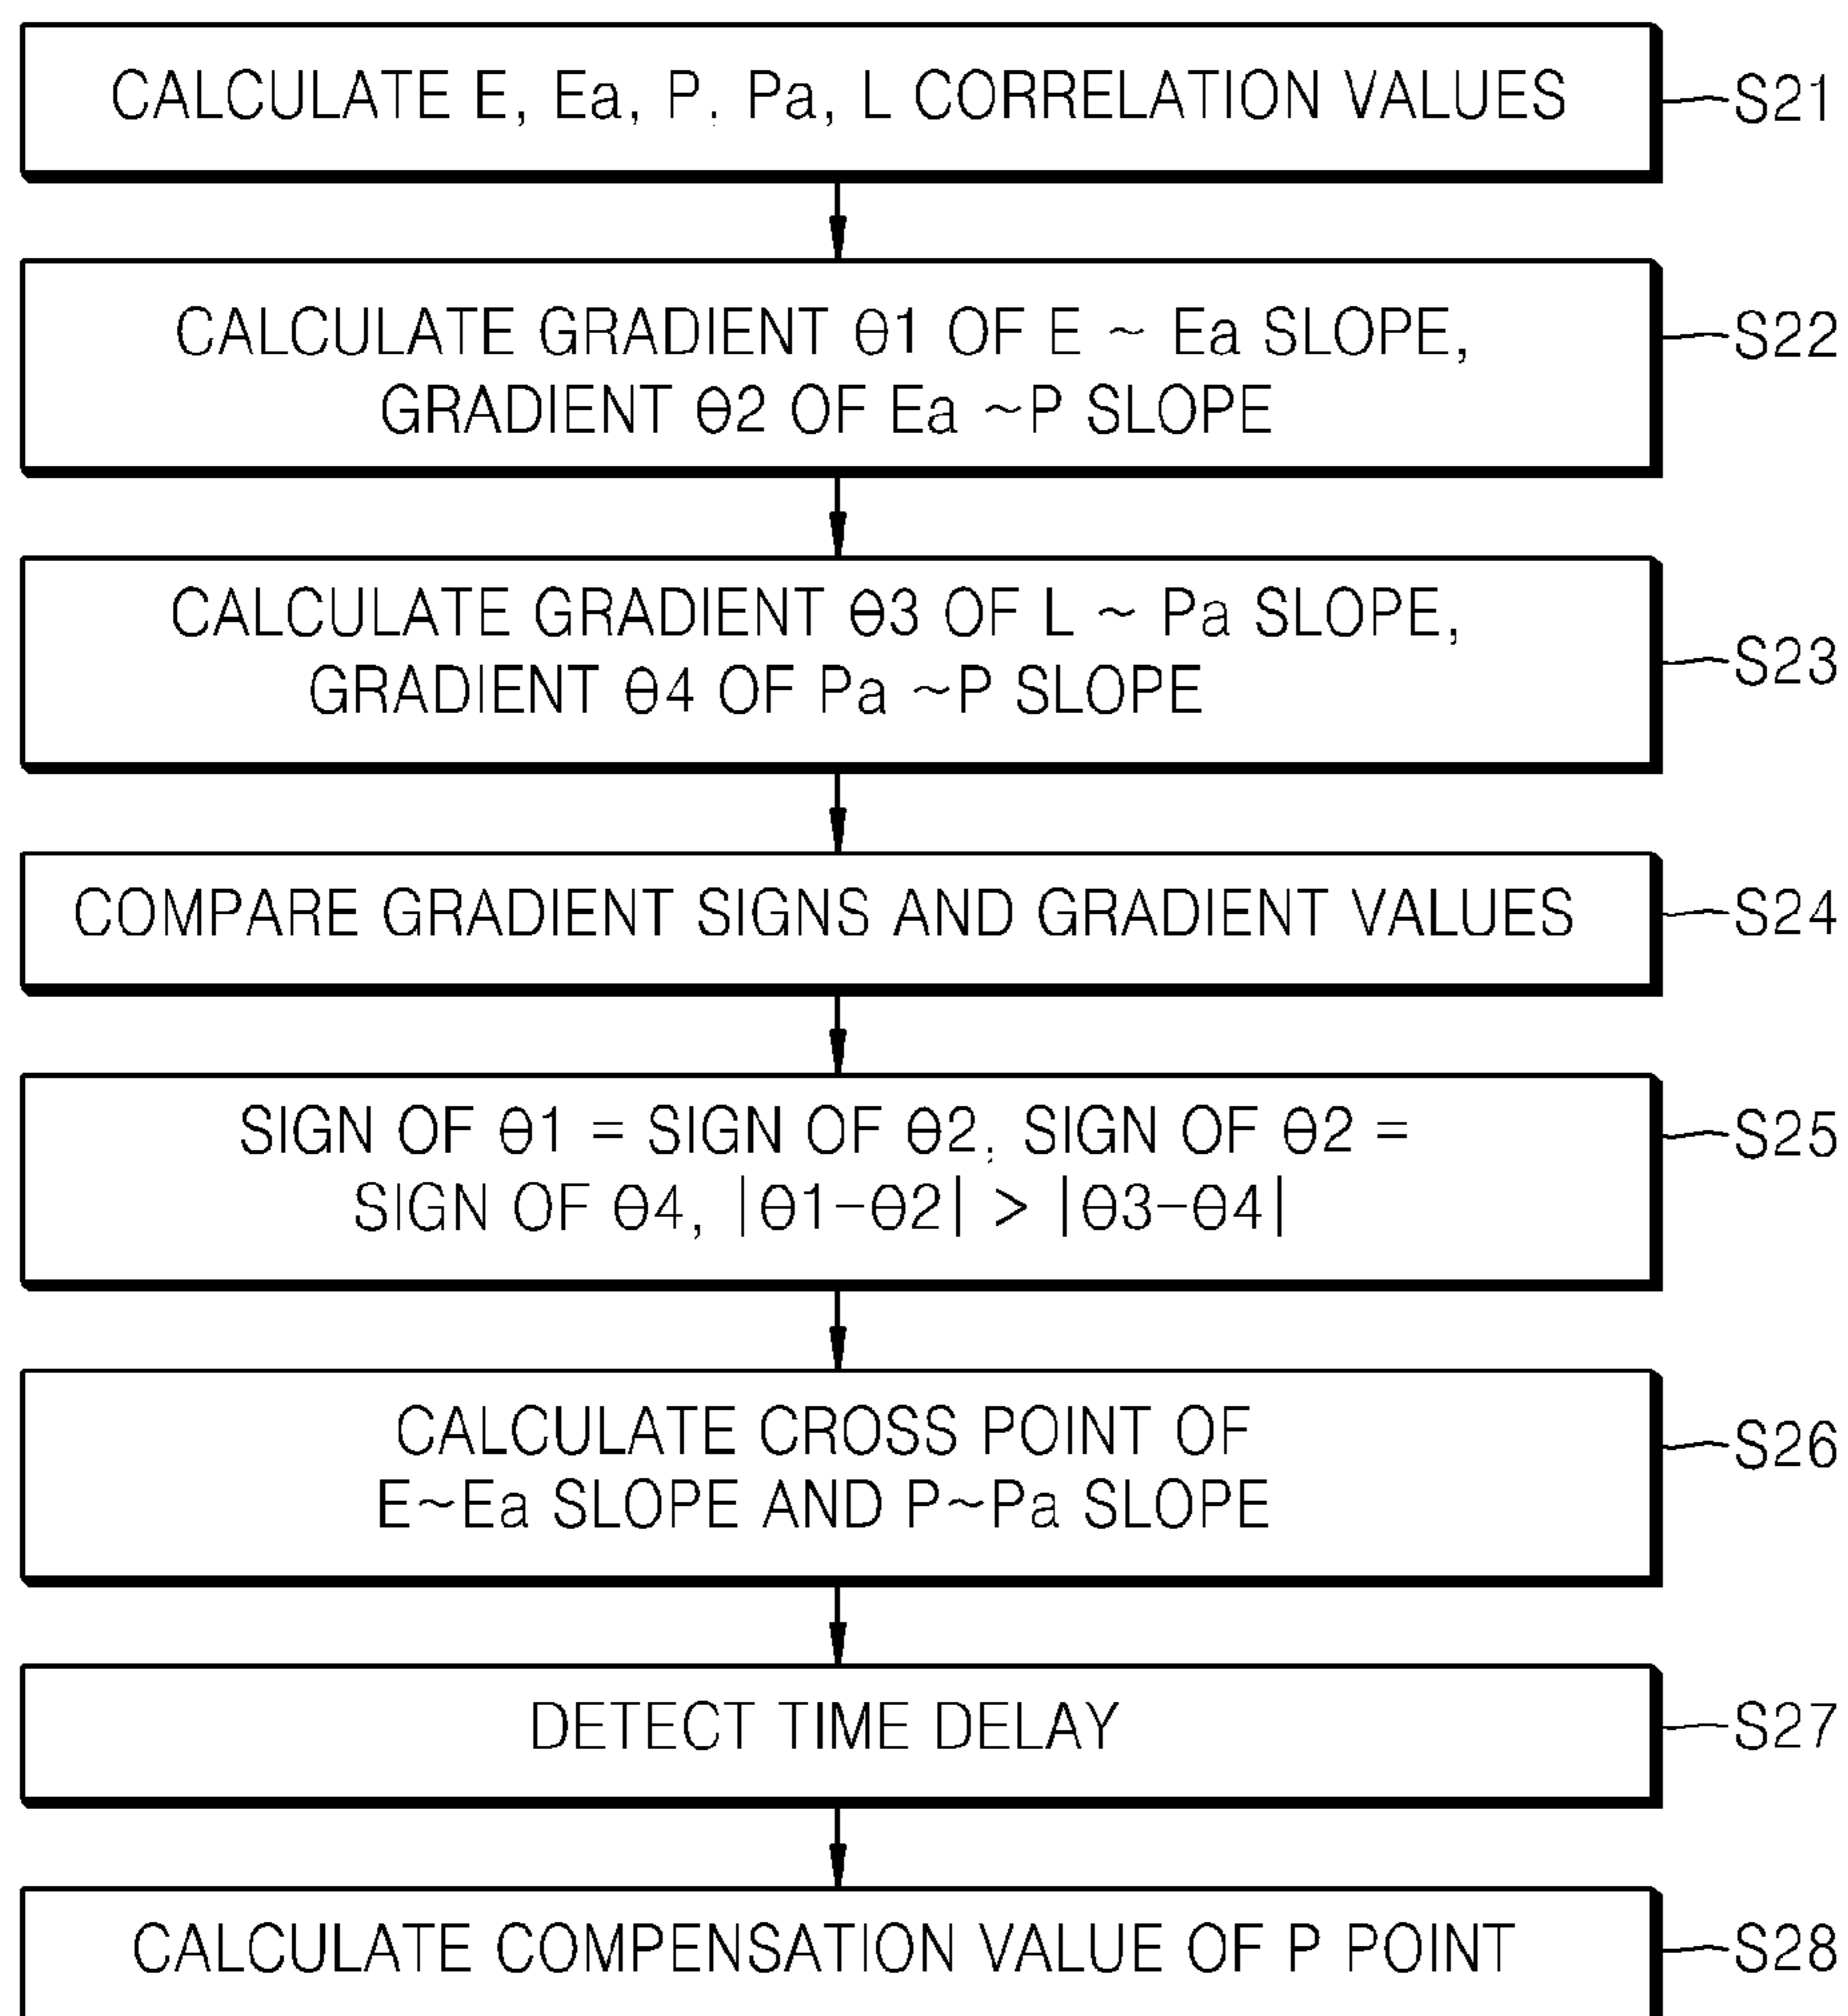 CALCULATE E, Ea, P. Pa, L CORRELATION VALUES
S21
CALCULATE GRADIENT θ1 OF E ~ Ea SLOPE,
GRADIENT θ2 OF Ea ~P SLOPE
S22
CALCULATE GRADIENT θ3 OF L ~ Pa SLOPE,
GRADIENT θ4 OF Pa ~P SLOPE
S23
COMPARE GRADIENT SIGNS AND GRADIENT VALUES
S24
SIGN OF θ1 = SIGN OF θ2, SIGN OF θ2 =
SIGN OF θ4, |θ1-θ2| > |θ3-θ4|
S25
CALCULATE CROSS POINT OF
E~Ea SLOPE AND P~Pa SLOPE
S26
DETECT TIME DELAY
S27
CALCULATE COMPENSATION VALUE OF P POINT
S28